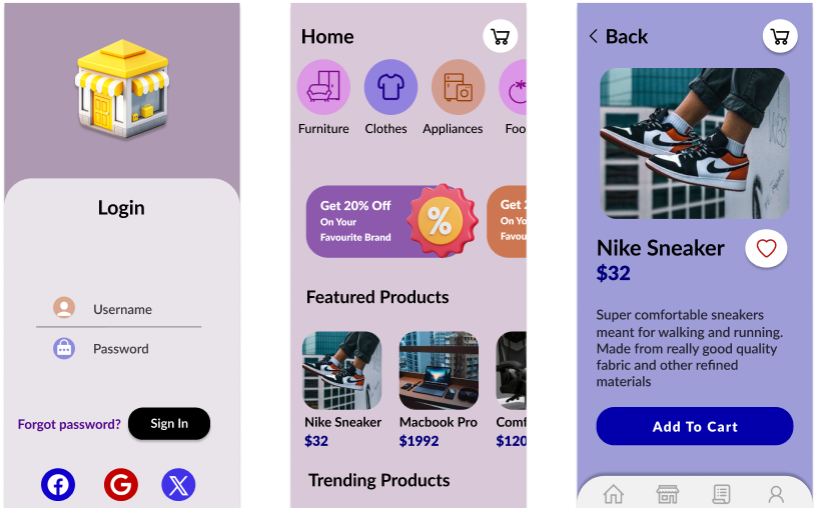 Login
Username
Password
Forgot password?
Sign In
Home
Furniture
Clothes
Appliances
Foo
Get 20% Off
On Your
Favourite Brand
%
Get 2
On Yo
Favou
Featured Products
Nike Sneaker
$32
Macbook Pro
$1992
Comf
$120
Trending Products
Back
Nike Sneaker
$32
Super comfortable sneakers
meant for walking and running.
Made from really good quality
fabric and other refined
materials
Add To Cart